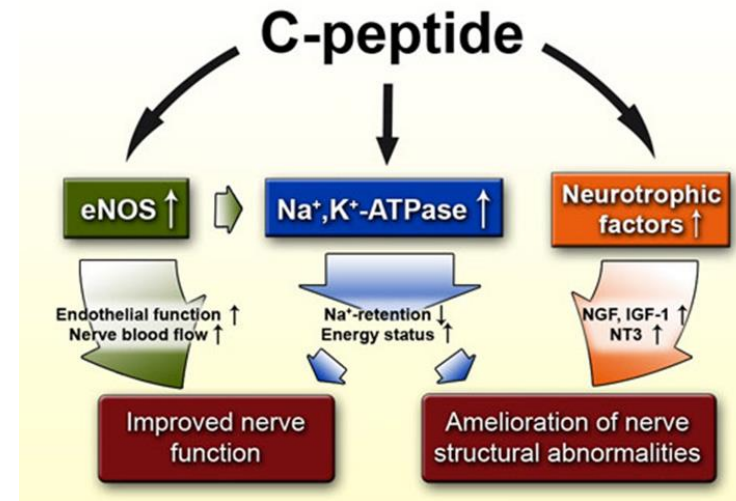 C-peptide
eNOS ↑
Na⁺,K⁺-ATPase ↑
Neurotrophic
factors ↑
Endothelial function ↑
Nerve blood flow ↑
Na⁺-retention ↓
Energy status ↑
NGF, IGF-1 ↑
NT3 ↑
Improved nerve
function
Amelioration of nerve
structural abnormalities